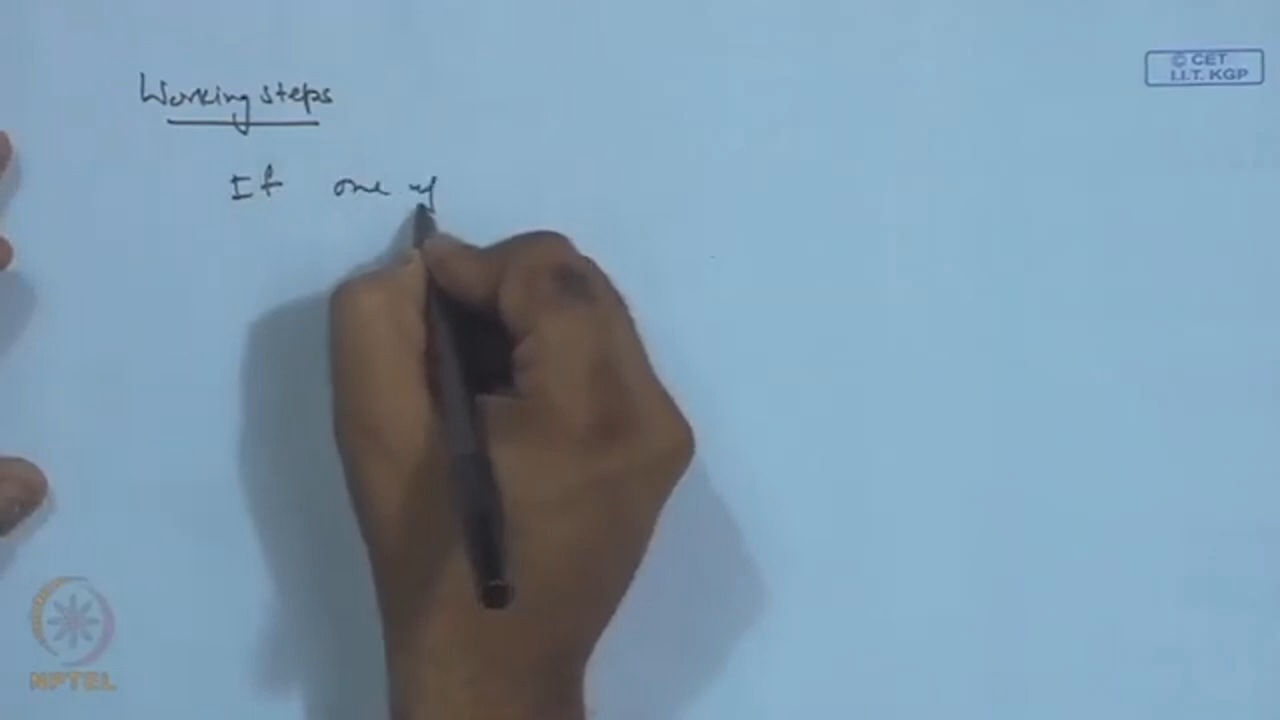 Working steps
© CET
I.I.T. KGP
If one of
NPTEL